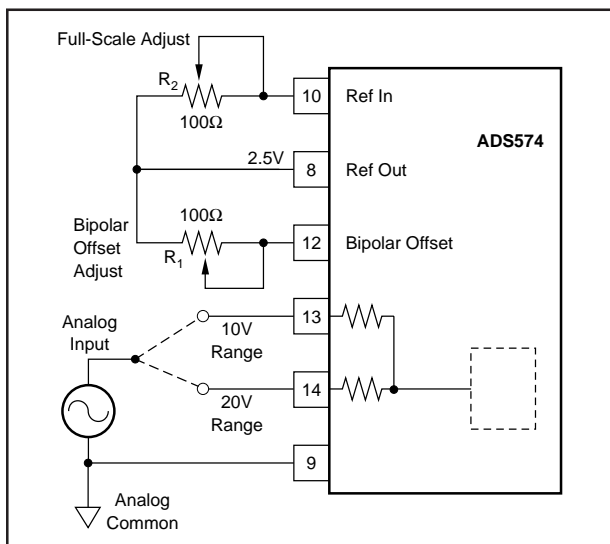 Full-Scale Adjust
R2
100Ω
10
Ref In
ADS574
2.5V
8
Ref Out
100Ω
Bipolar
Offset
Adjust
R1
12
Bipolar Offset
Analog
Input
10V
Range
13
20V
Range
14
9
Analog
Common